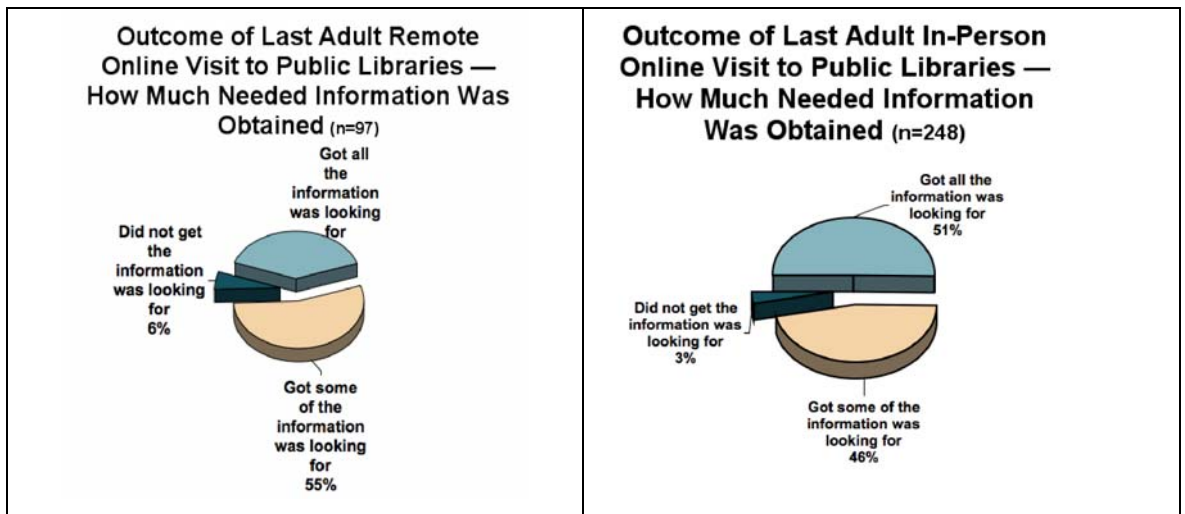 Outcome of Last Adult Remote
Online Visit to Public Libraries —
How Much Needed Information Was
Obtained (n=97)
Got all
the
information
was looking
for
Did not get
the
information
was looking
for
6%
Got some
of the
information
was looking
for
55%
Outcome of Last Adult In-Person
Online Visit to Public Libraries —
How Much Needed Information
Was Obtained (n=248)
Got all the
information was
looking for
51%
Did not get the
information was
looking for
3%
Got some of the
information was
looking for
46%